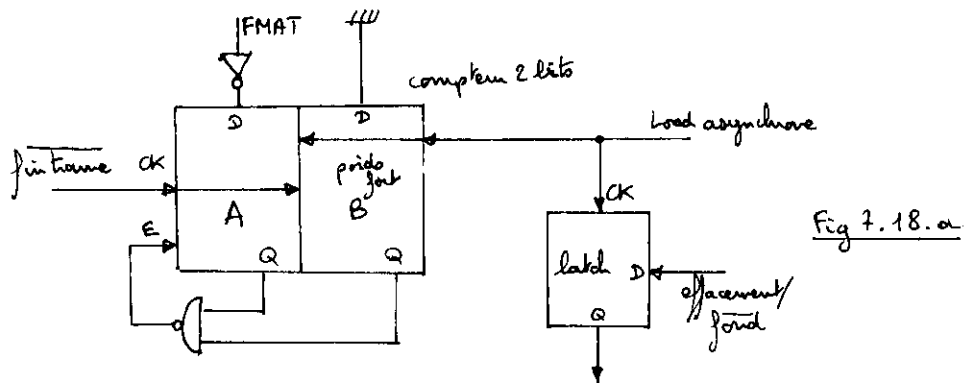 FMAT
compteur 2 bits
D
D
Load asynchrone
fin trame
CK
poids
fort
A
B
CK
E
Fig 7.18.a
latch
D
Q
Q
effacement/
fond
Q